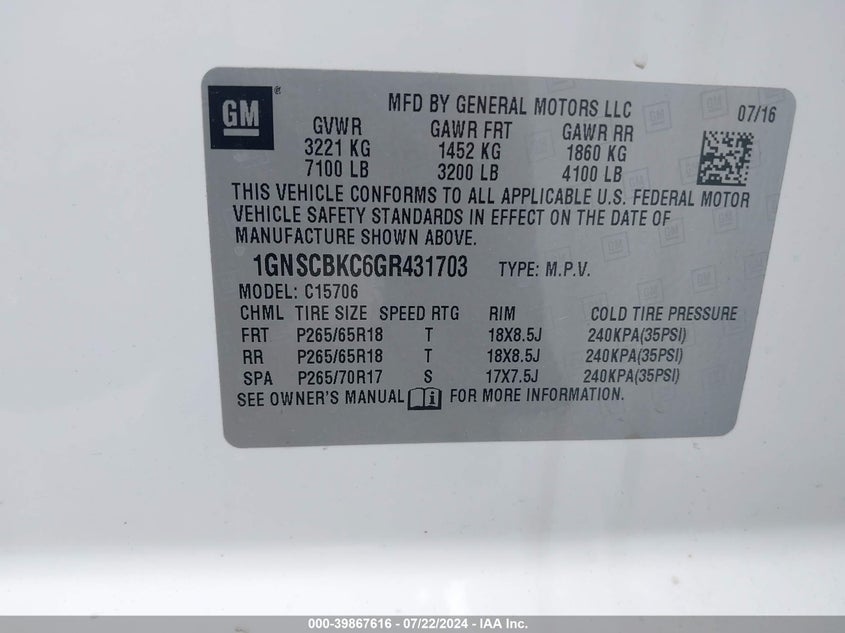 GM
MFD BY GENERAL MOTORS LLC 07/16
GVWR GAWR FRT GAWR RR
3221 KG 1452 KG 1860 KG
7100 LB 3200 LB 4100 LB
THIS VEHICLE CONFORMS TO ALL APPLICABLE U.S. FEDERAL MOTOR
VEHICLE SAFETY STANDARDS IN EFFECT ON THE DATE OF
MANUFACTURE SHOWN ABOVE.
1GNSCBKC6GR431703 TYPE: M.P.V.
MODEL: C15706
CHML TIRE SIZE SPEED RTG RIM COLD TIRE PRESSURE
FRT P265/65R18 T 18X8.5J 240KPA(35PSI)
RR P265/65R18 T 18X8.5J 240KPA(35PSI)
SPA P265/70R17 S 17X7.5J 240KPA(35PSI)
SEE OWNER'S MANUAL i FOR MORE INFORMATION.
000-39867616 - 07/22/2024 - IAA Inc.